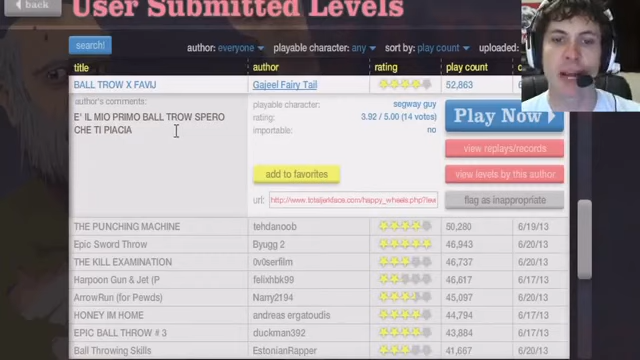 back
User Submitted Levels
search!
author: everyone
playable character: any
sort by: play count
uploaded:
title
author
rating
play count
BALL TROW X FAVIJ
Gajeel Fairy Tail
52,863
author's comments:
E' IL MIO PRIMO BALL TROW SPERO
CHE TI PIACIA
playable character: segway guy
rating: 3.92 / 5.00 (14 votes)
importable: no
add to favorites
Play Now
view replays/records
view levels by this author
flag as inappropriate
url:
THE PUNCHING MACHINE tehdanoob 50,280 6/19/13
Epic Sword Throw Byugg 2 46,943 6/20/13
THE KILL EXAMINATION 0v0serfilm 46,737 6/20/13
Harpoon Gun & Jet (P felixhbk99 46,617 6/17/13
ArrowRun (for Pewds) Narry2194 45,097 6/20/13
HONEY IM HOME andreas ergatoudis 44,794 6/17/13
EPIC BALL THROW # 3 duckman392 43,884 6/17/13
Ball Throwing Skills EstonianRapper 41,667 6/20/13